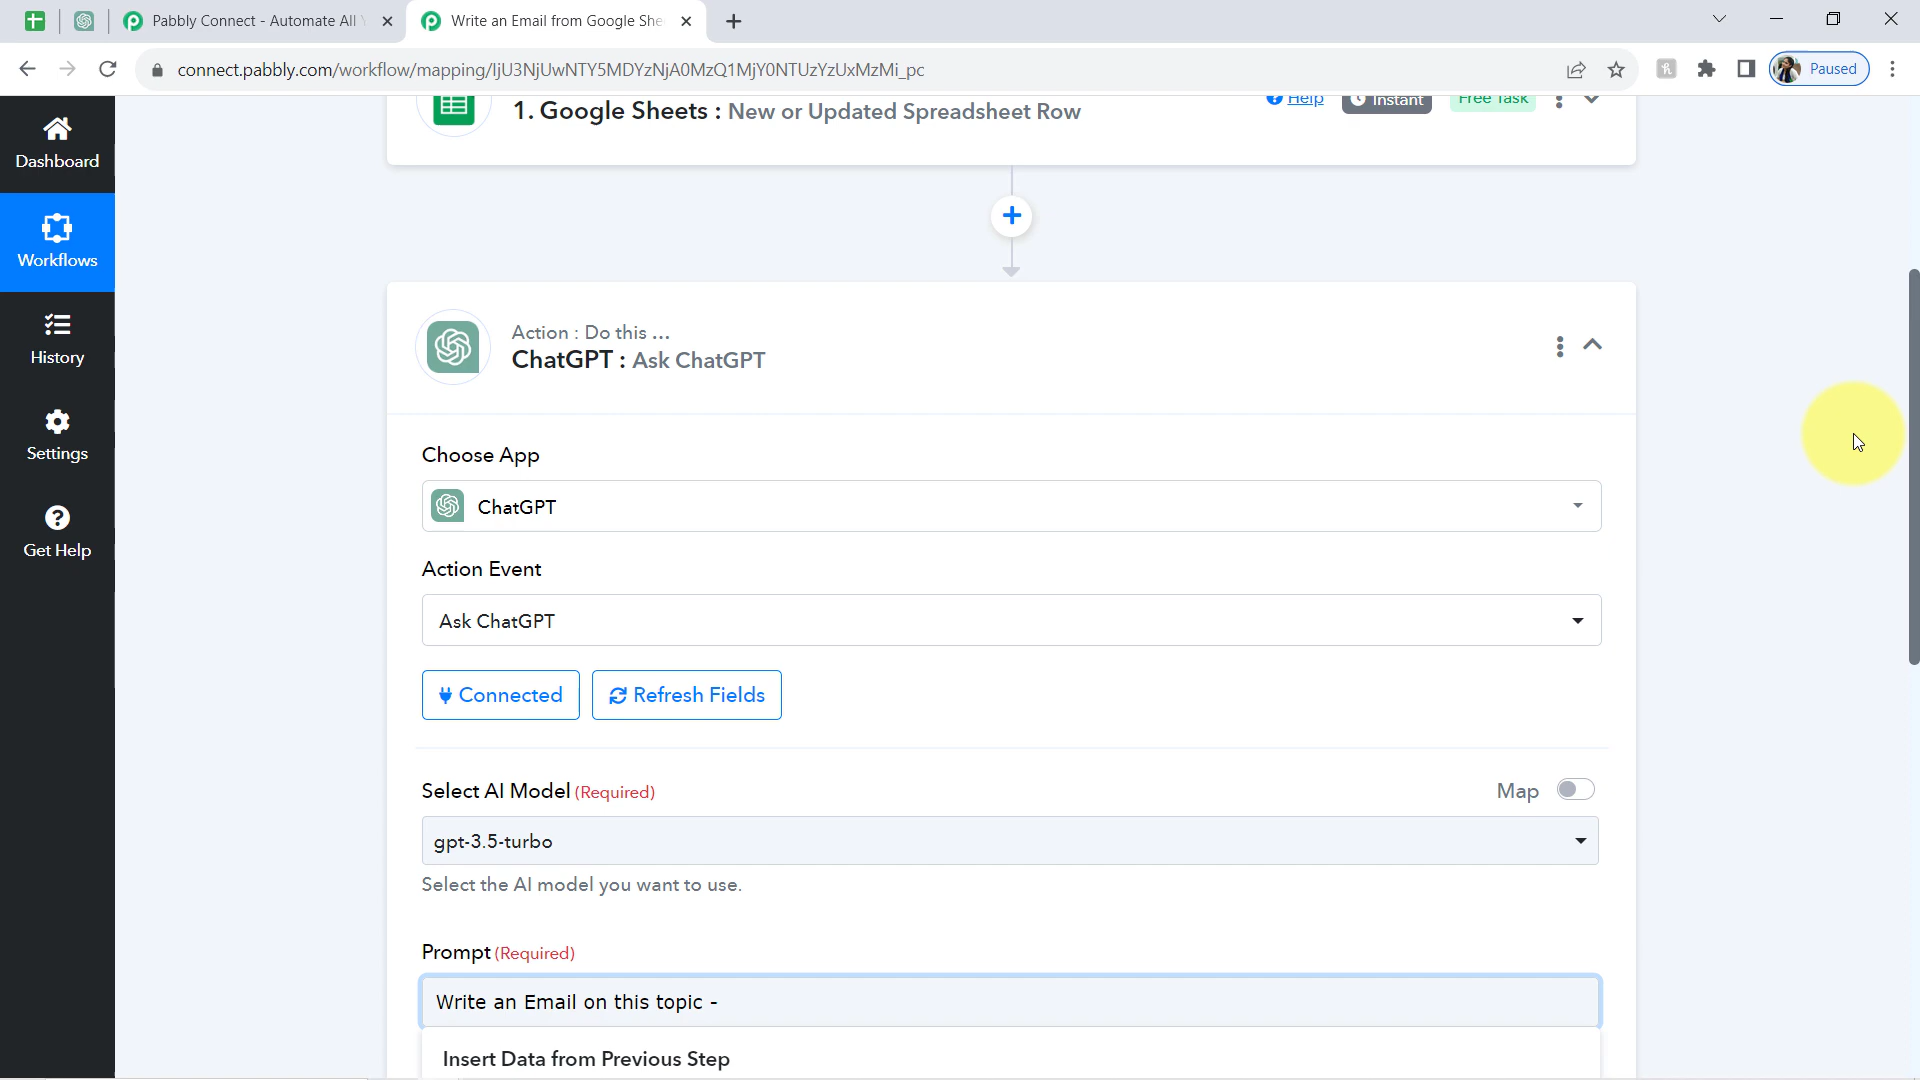 Pabbly Connect - Automate All
Write an Email from Google She
connect.pabbly.com/workflow/mapping/IjU3NjUwNTY5MDYzNjA0MzQ1MjY0NTUzYzUxMzMzMi_pc
Paused
1. Google Sheets : New or Updated Spreadsheet Row
Help
Instant
Free Task
Dashboard
Workflows
History
Settings
Get Help
Action : Do this ...
ChatGPT : Ask ChatGPT
Choose App
ChatGPT
Action Event
Ask ChatGPT
Connected
Refresh Fields
Select AI Model (Required)
Map
gpt-3.5-turbo
Select the AI model you want to use.
Prompt (Required)
Write an Email on this topic -
Insert Data from Previous Step